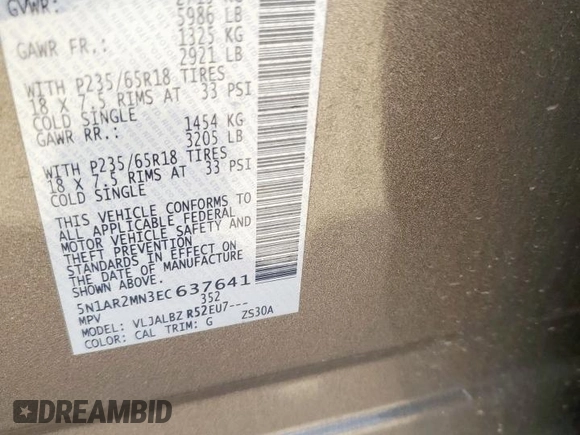 GVWR:
5986 LB
GAWR FR.: 1325 KG
2921 LB
WITH P235/65R18 TIRES
18 X 7.5 RIMS AT 33 PSI
COLD SINGLE
GAWR RR.: 1454 KG
3205 LB
WITH P235/65R18 TIRES
18 X 7.5 RIMS AT 33 PSI
COLD SINGLE
THIS VEHICLE CONFORMS TO
ALL APPLICABLE FEDERAL
MOTOR VEHICLE SAFETY AND
THEFT PREVENTION
STANDARDS IN EFFECT ON
THE DATE OF MANUFACTURE
SHOWN ABOVE.
5N1AR2MN3EC637641
MPV 352
MODEL: VLJALBZ R52EU7---
COLOR: CAL TRIM: G ZS30A
DREAMBID